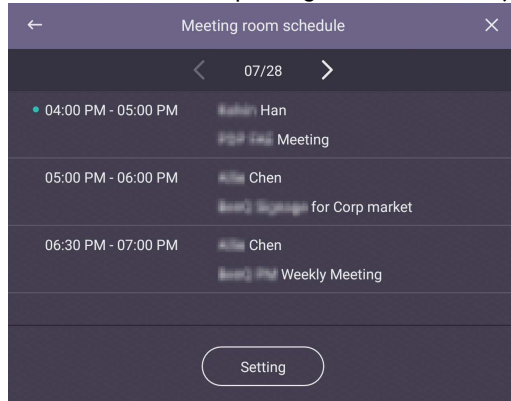 Meeting room schedule
07/28
04:00 PM - 05:00 PM Han
Meeting
05:00 PM - 06:00 PM Chen
for Corp market
06:30 PM - 07:00 PM Chen
Weekly Meeting
Setting